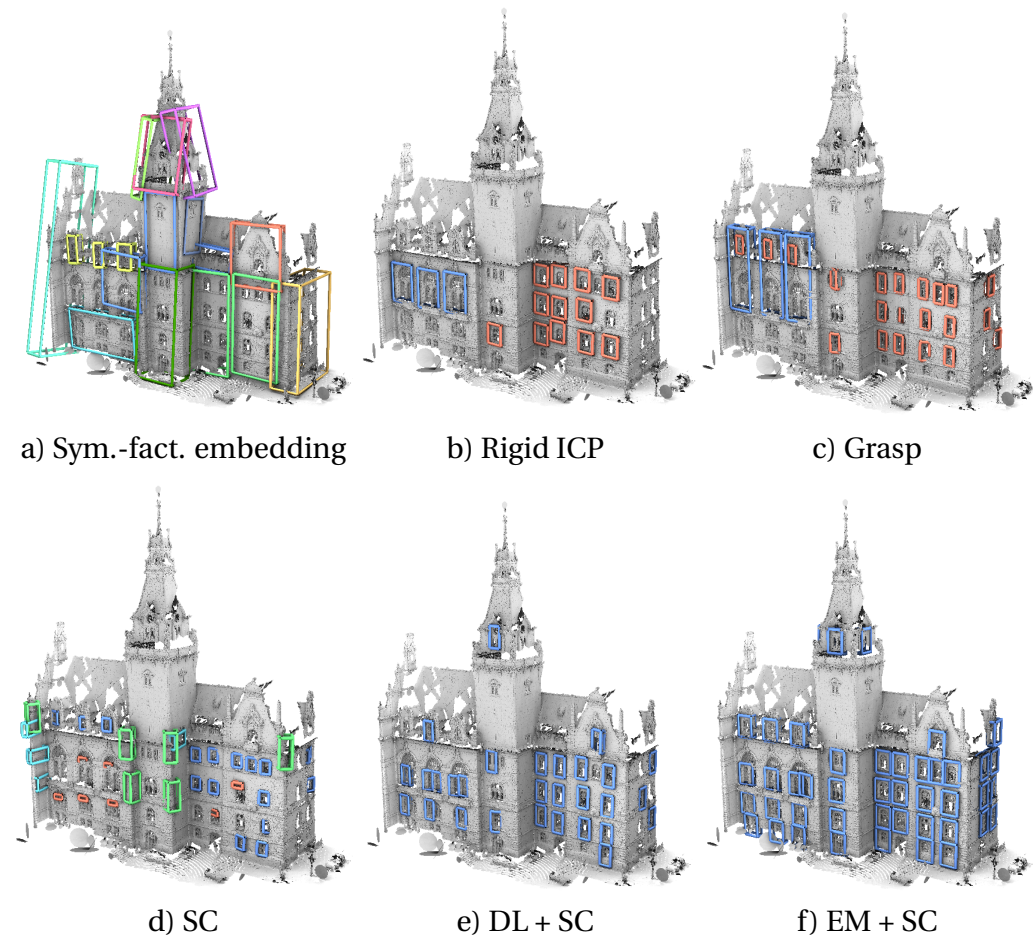 a) Sym.-fact. embedding
b) Rigid ICP
c) Grasp
d) SC
e) DL + SC
f) EM + SC